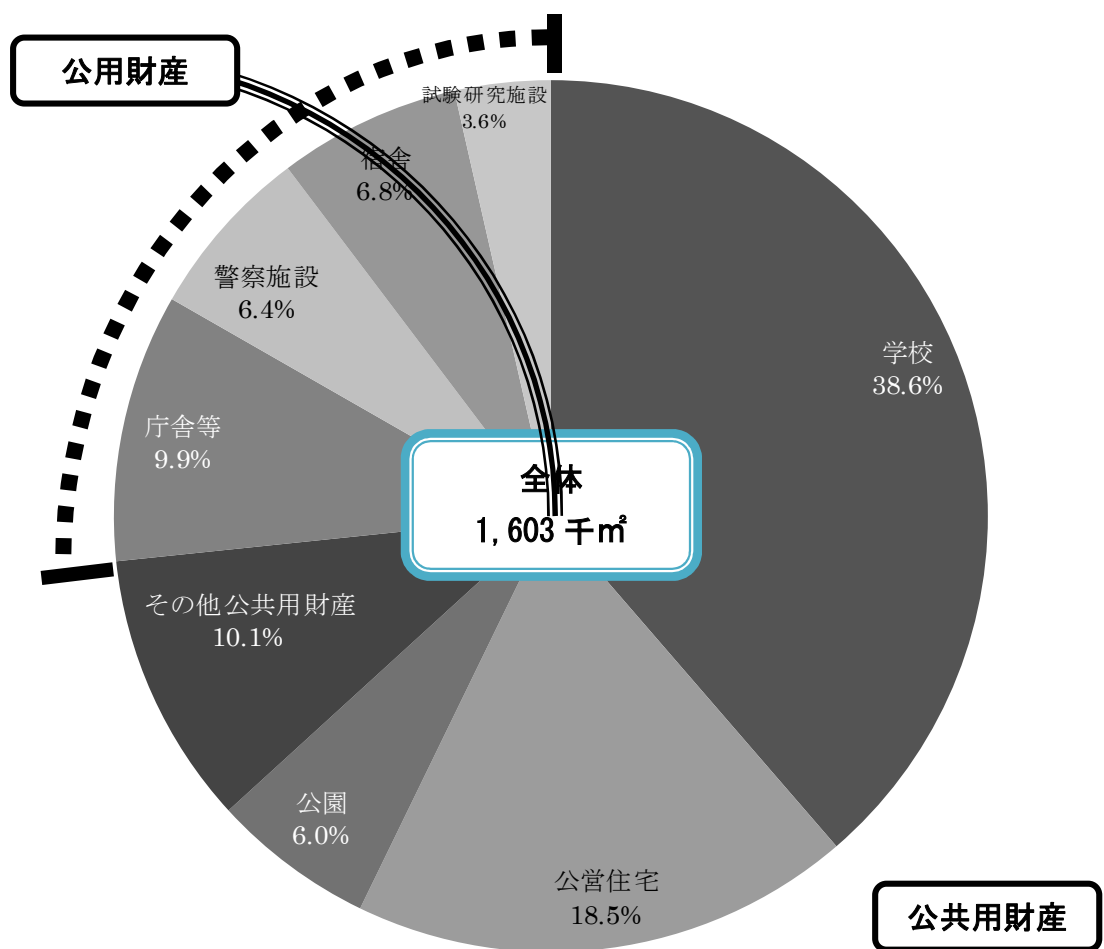 公用財産
試験研究施設
3.6%
宿舎
6.8%
警察施設
6.4%
学校
38.6%
庁舎等
9.9%
全体
1,603 千㎡
その他公共用財産
10.1%
公園
6.0%
公営住宅
18.5%
公共用財産